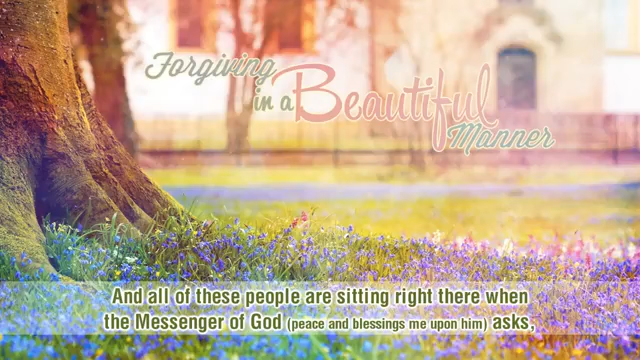 Forgiving
in a Beautiful
Manner
And all of these people are sitting right there when
the Messenger of God (peace and blessings me upon him) asks,